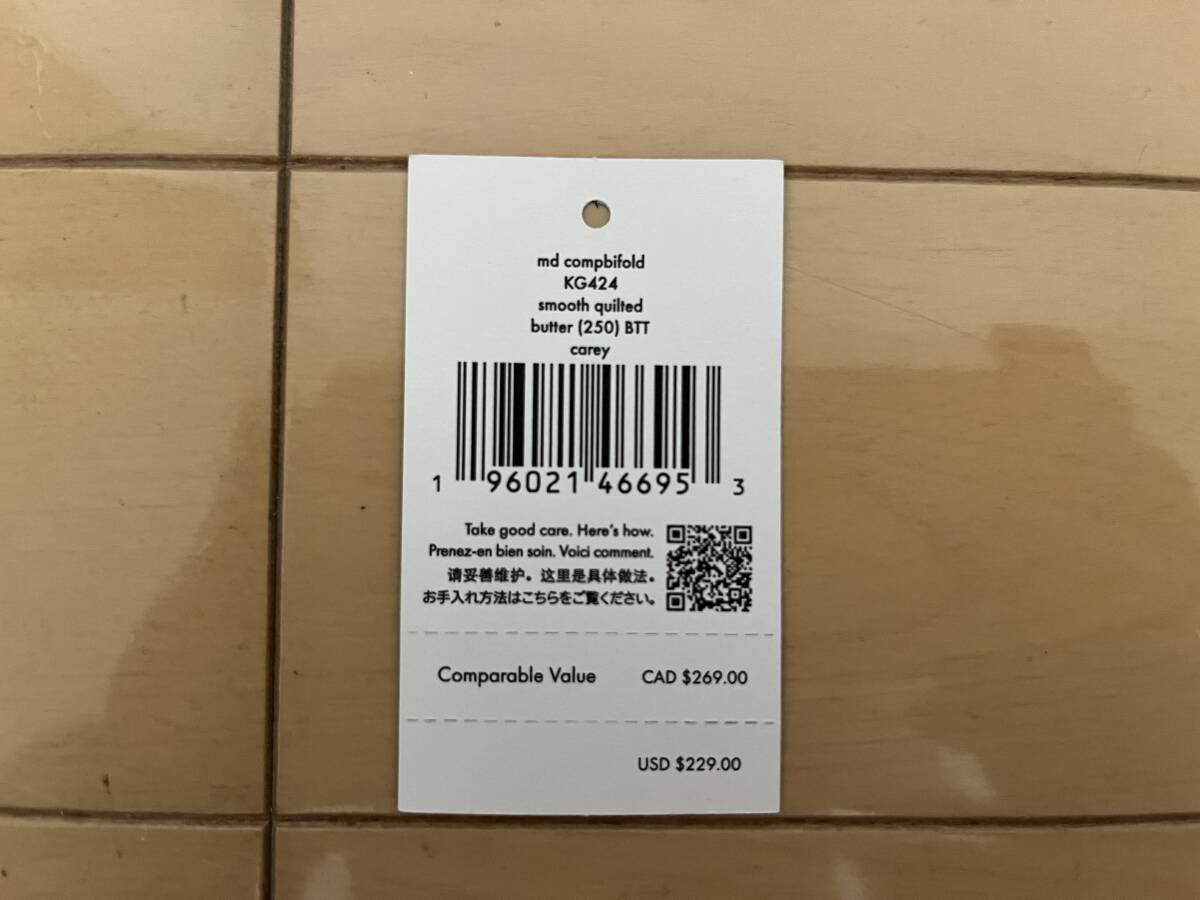 md compbifold
KG424
smooth quilted
butter (250) BTT
carey
1 96021 46695 3
Take good care. Here's how.
Prenez-en bien soin. Voici comment.
请妥善维护。这里是具体做法。
お手入れ方法はこちらをご覧ください。
Comparable Value CAD $269.00
USD $229.00